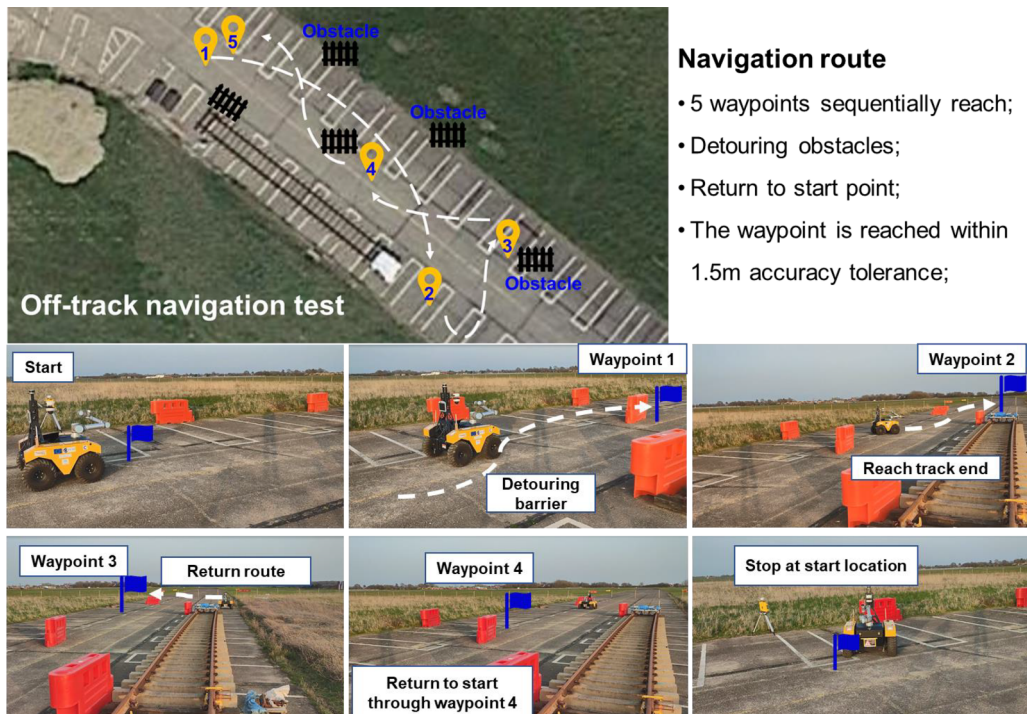 1
5
Obstacle
Obstacle
4
3
Obstacle
2
Off-track navigation test
Navigation route
• 5 waypoints sequentially reach;
• Detouring obstacles;
• Return to start point;
• The waypoint is reached within
1.5m accuracy tolerance;
Start
Waypoint 1
Detouring
barrier
Waypoint 2
Reach track end
Waypoint 3
Return route
Waypoint 4
Return to start
through waypoint 4
Stop at start location